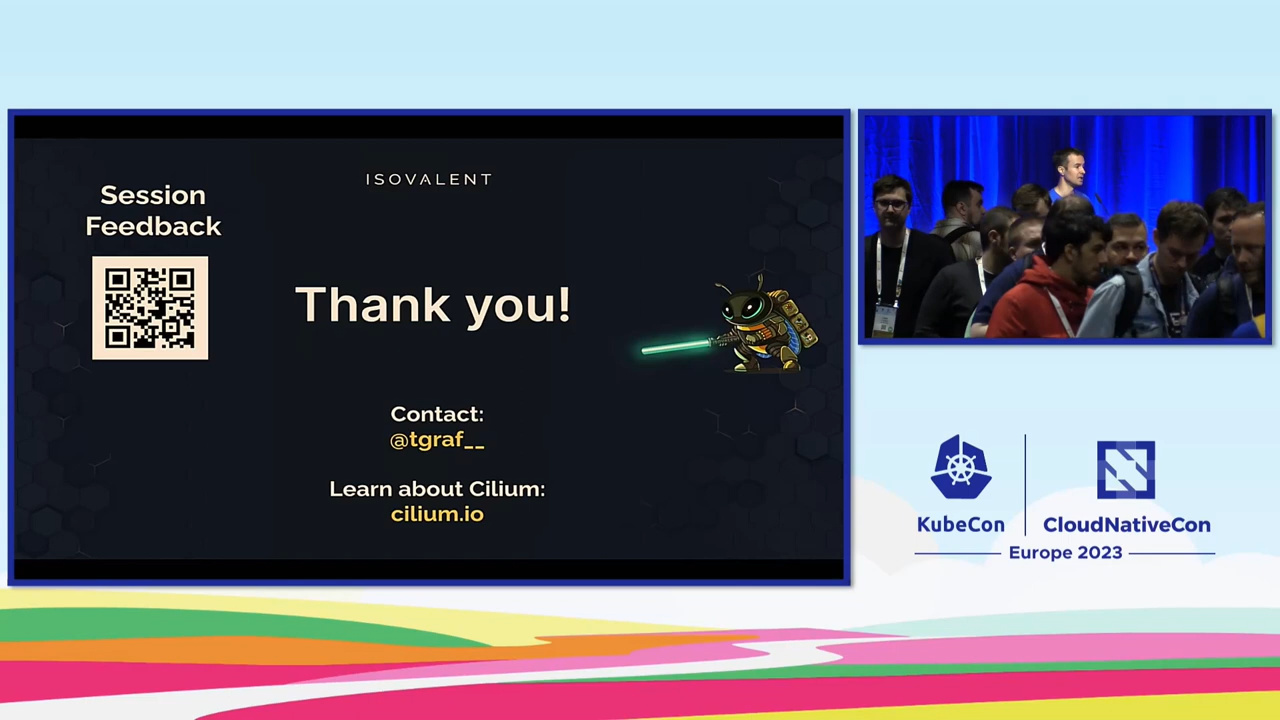 Session
Feedback
ISOVALENT
Thank you!
Contact:
@tgraf__
Learn about Cilium:
cilium.io
KubeCon
CloudNativeCon
Europe 2023